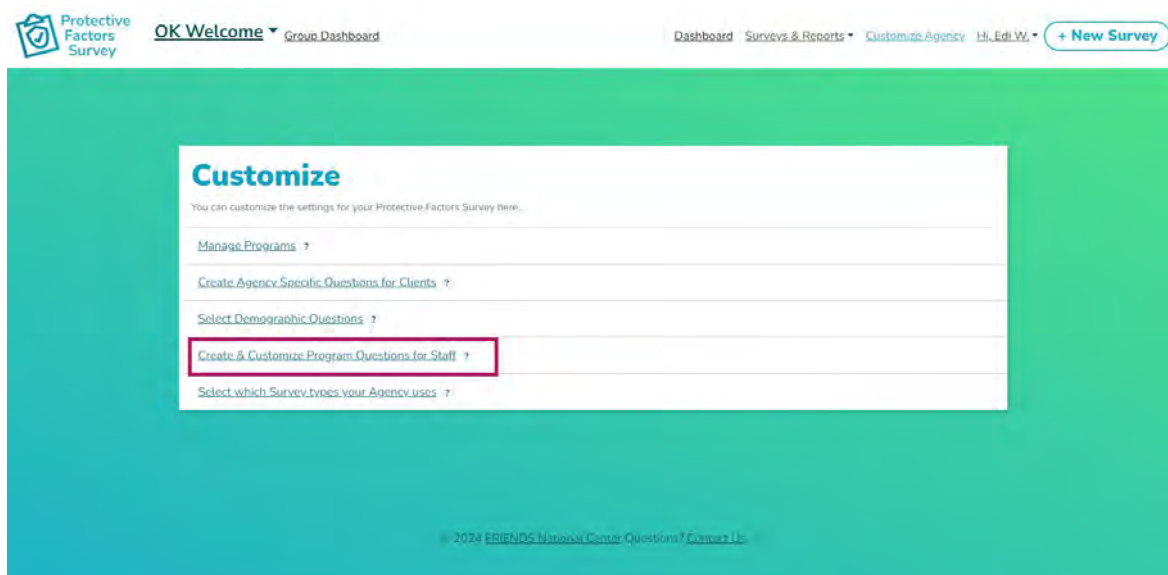 Protective
Factors
Survey
OK Welcome Group Dashboard
Dashboard Surveys & Reports Customize Agency Hi, Edi W. + New Survey
Customize
You can customize the settings for your Protective Factors Survey here.
Manage Programs ?
Create Agency Specific Questions for Clients ?
Select Demographic Questions ?
Create & Customize Program Questions for Staff ?
Select which Survey types your Agency uses ?
© 2024 FRIENDS National Center Questions? Contact Us.